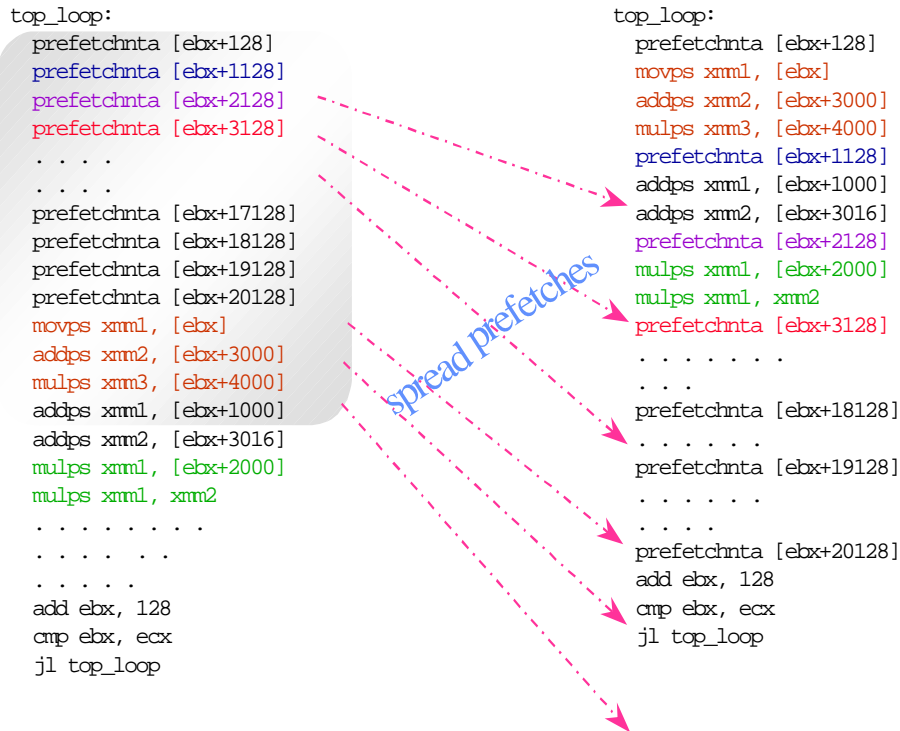 top_loop:
prefetchnta [ebx+128]
prefetchnta [ebx+1128]
prefetchnta [ebx+2128]
prefetchnta [ebx+3128]
. . . .
. . . .
prefetchnta [ebx+17128]
prefetchnta [ebx+18128]
prefetchnta [ebx+19128]
prefetchnta [ebx+20128]
movps xmm1, [ebx]
addps xmm2, [ebx+3000]
mulps xmm3, [ebx+4000]
addps xmm1, [ebx+1000]
addps xmm2, [ebx+3016]
mulps xmm1, [ebx+2000]
mulps xmm1, xmm2
. . . . . . . .
. . . . . .
. . . . .
add ebx, 128
cmp ebx, ecx
jl top_loop
spread prefetches
top_loop:
prefetchnta [ebx+128]
movps xmm1, [ebx]
addps xmm2, [ebx+3000]
mulps xmm3, [ebx+4000]
prefetchnta [ebx+1128]
addps xmm1, [ebx+1000]
addps xmm2, [ebx+3016]
prefetchnta [ebx+2128]
mulps xmm1, [ebx+2000]
mulps xmm1, xmm2
prefetchnta [ebx+3128]
. . . . . . .
. . .
prefetchnta [ebx+18128]
. . . . . .
prefetchnta [ebx+19128]
. . . . . .
. . . .
prefetchnta [ebx+20128]
add ebx, 128
cmp ebx, ecx
jl top_loop